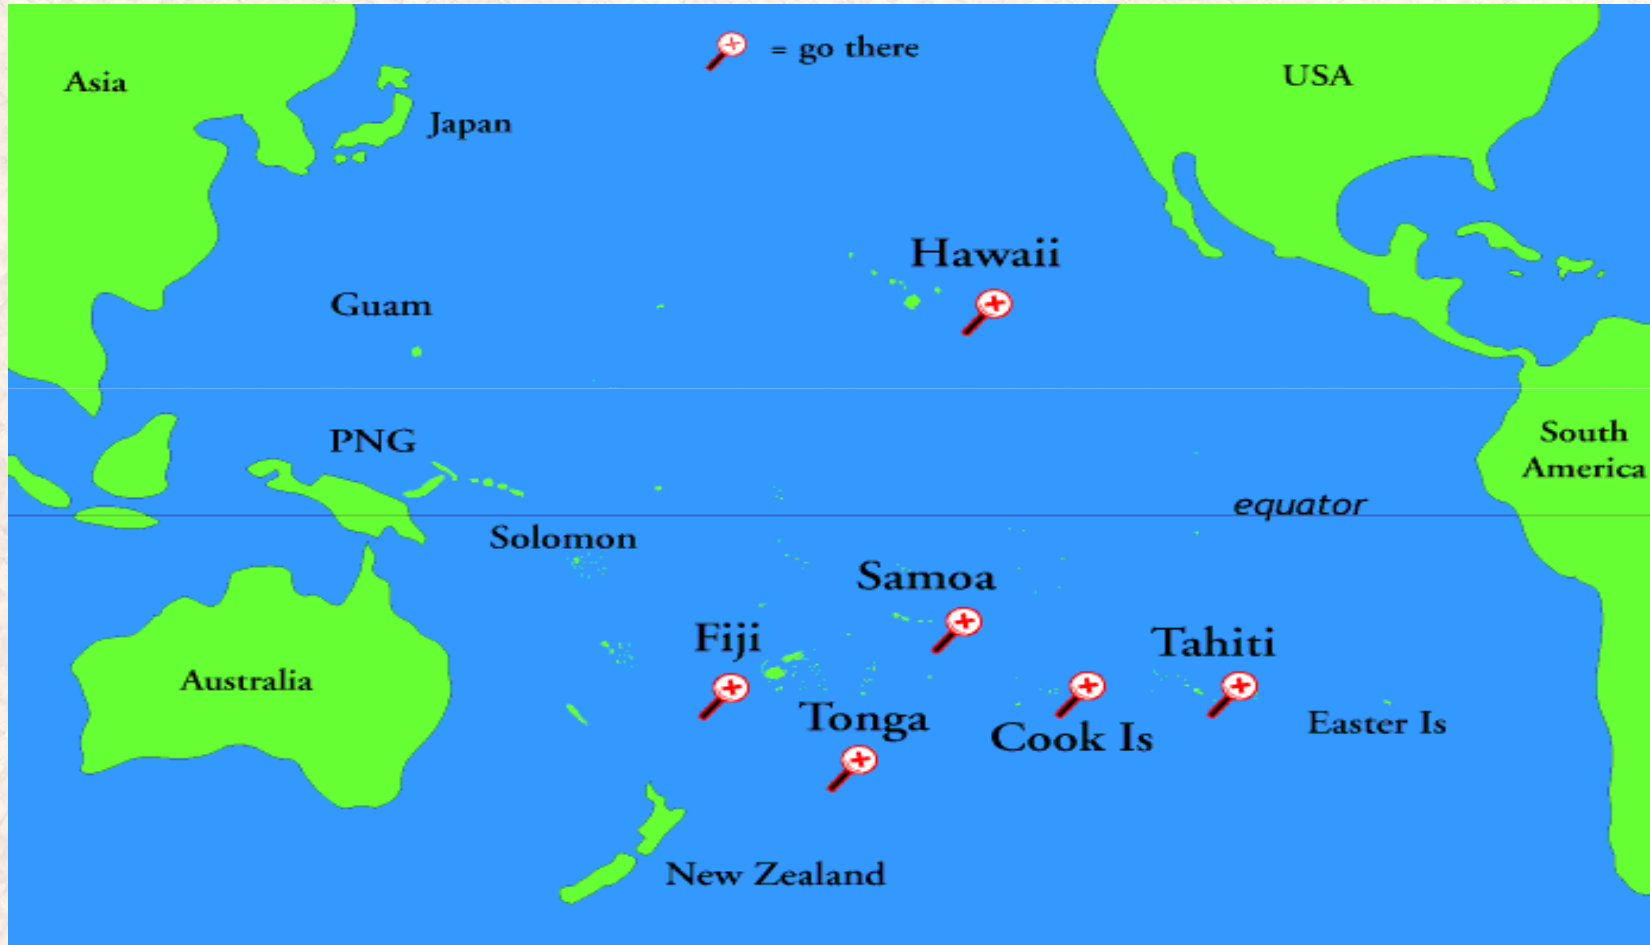 = go there
Asia
USA
Japan
Hawaii
Guam
PNG
South
America
equator
Solomon
Samoa
Fiji
Tahiti
Australia
Tonga
Cook Is
Easter Is
New Zealand